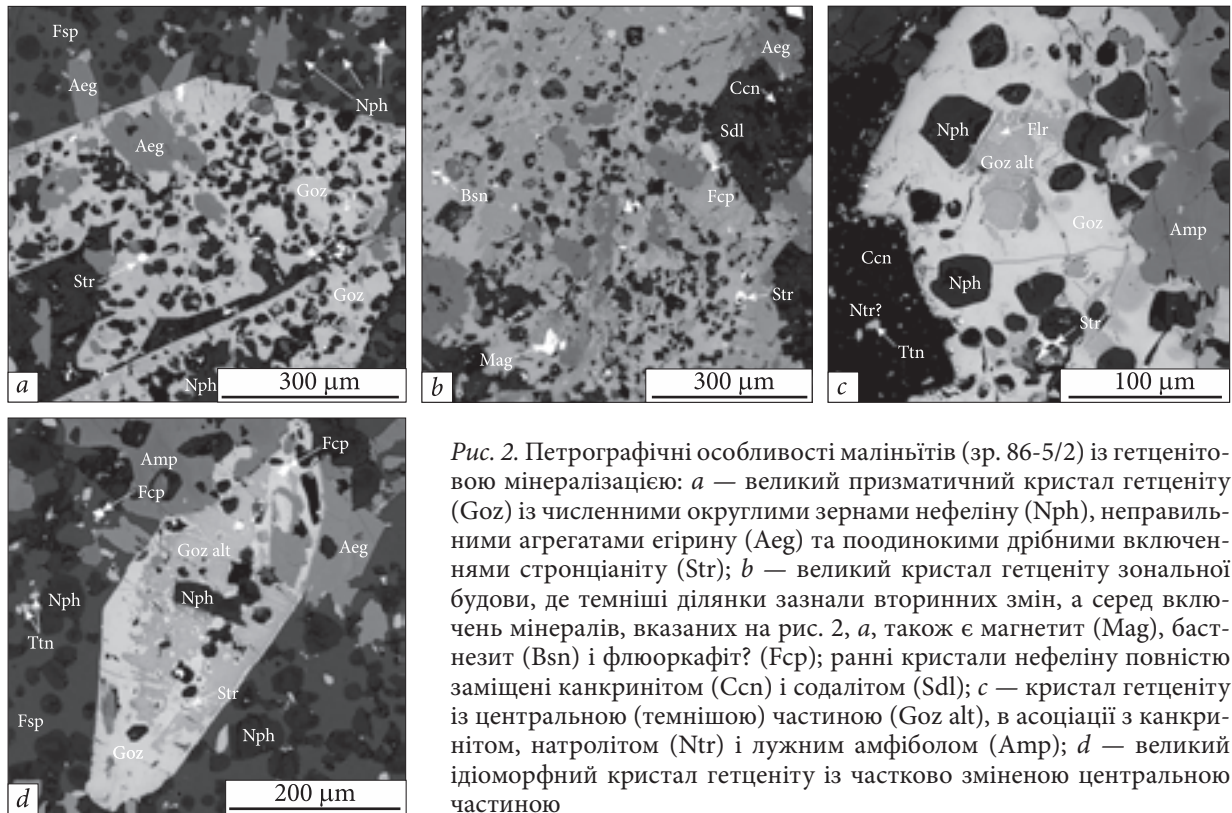 Fsp
Aeg
Nph
Aeg
Goz
Str
Goz
Nph
a
300 µm
Aeg
Ccn
Sdl
Bsn
Fcp
Str
Mag
b
300 µm
Nph
Flr
Goz alt
Goz
Amp
Ccn
Nph
Ntr?
Str
Ttn
c
100 µm
Fcp
Amp
Fcp
Goz alt
Aeg
Nph
Nph
Ttn
Str
Fsp
Nph
Goz
d
200 µm
Рис. 2. Петрографічні особливості маліньїтів (зр. 86-5/2) із гетценіто-
вою мінералізацією: a — великий призматичний кристал гетценіту
(Goz) із численними округлими зернами нефеліну (Nph), неправиль-
ними агрегатами егірину (Aeg) та поодинокими дрібними включен-
нями стронціаніту (Str); b — великий кристал гетценіту зональної
будови, де темніші ділянки зазнали вторинних змін, а серед вклю-
чень мінералів, вказаних на рис. 2, a, також є магнетит (Mag), баст-
незит (Bsn) і флюоркафіт? (Fcp); ранні кристали нефеліну повністю
заміщені канкринітом (Ccn) і содалітом (Sdl); c — кристал гетценіту
із центральною (темнішою) частиною (Goz alt), в асоціації з канкри-
нітом, натролітом (Ntr) і лужним амфіболом (Amp); d — великий
ідіоморфний кристал гетценіту із частково зміненою центральною
частиною